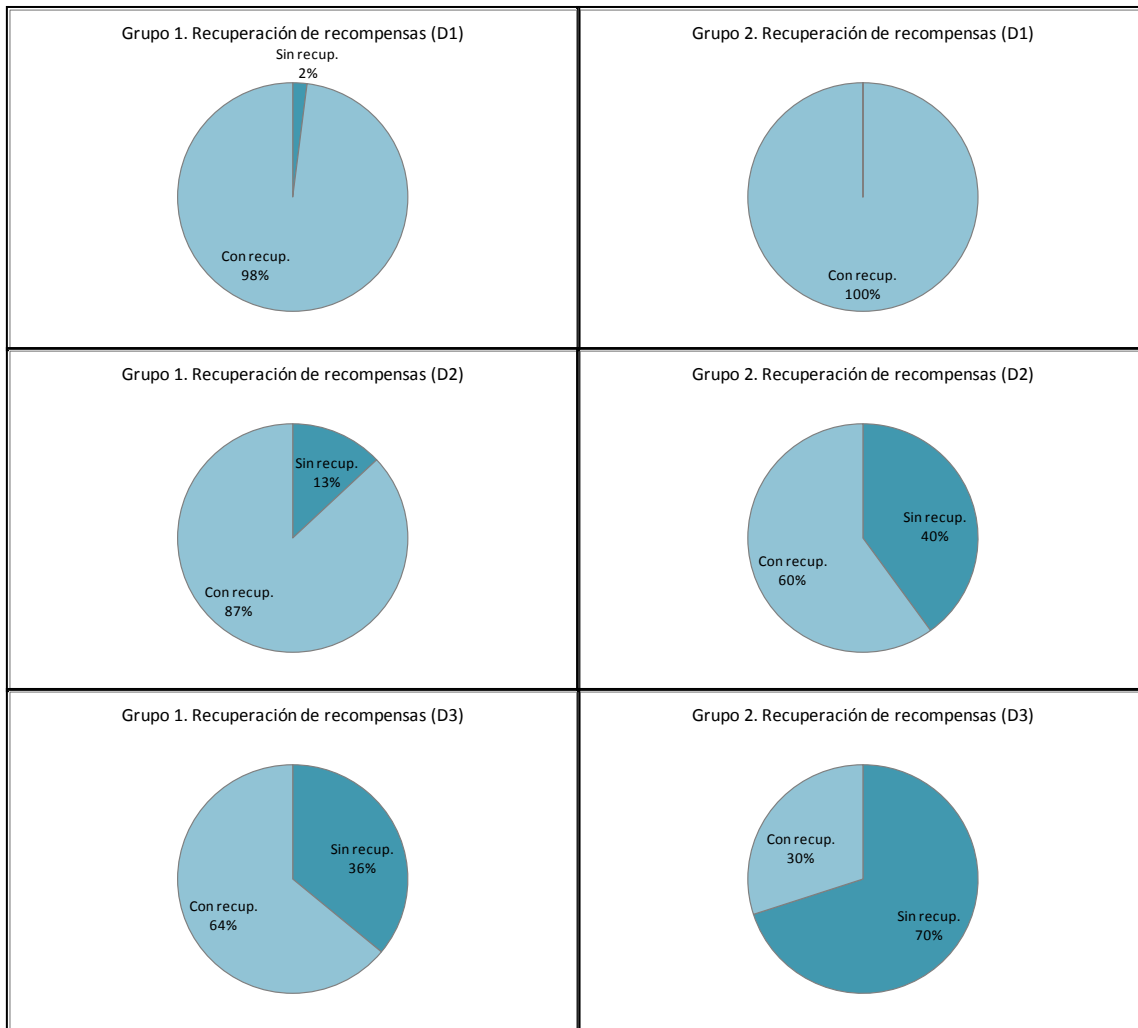 Grupo 1. Recuperación de recompensas (D1)
Sin recup.
2%
Con recup.
98%
Grupo 2. Recuperación de recompensas (D1)
Con recup.
100%
Grupo 1. Recuperación de recompensas (D2)
Sin recup.
13%
Con recup.
87%
Grupo 2. Recuperación de recompensas (D2)
Sin recup.
40%
Con recup.
60%
Grupo 1. Recuperación de recompensas (D3)
Sin recup.
36%
Con recup.
64%
Grupo 2. Recuperación de recompensas (D3)
Con recup.
30%
Sin recup.
70%